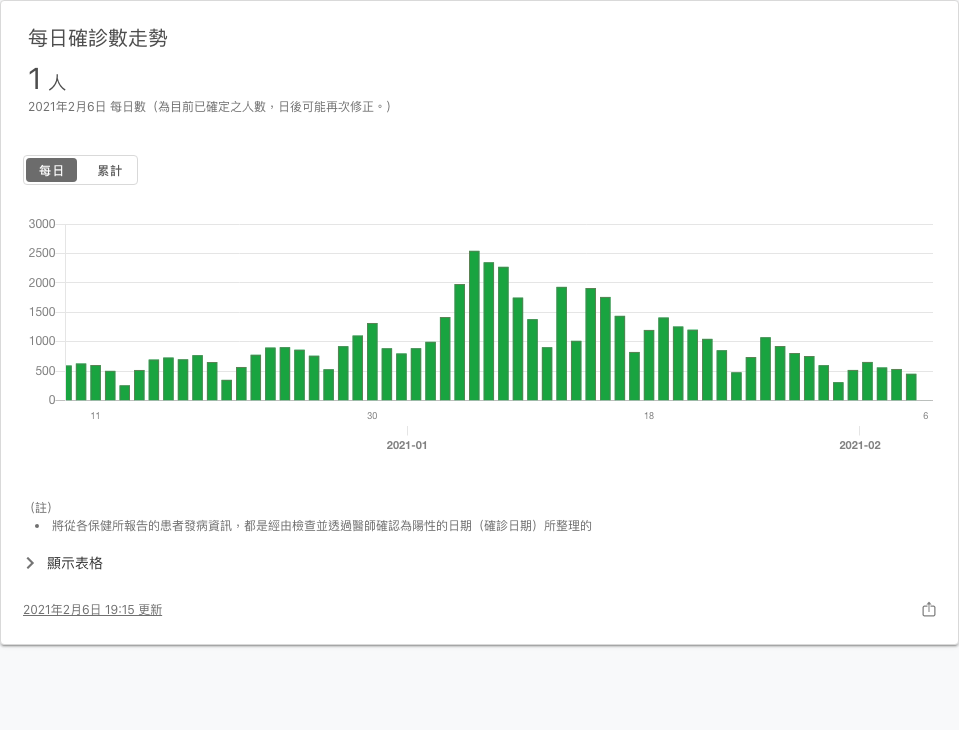 每日確診數走勢
1 人
2021年2月6日 每日數（為目前已確定之人數，日後可能再次修正。）
每日 累計
3000
2500
2000
1500
1000
500
0
11 30 18 6
2021-01 2021-02
（註）
• 將從各保健所報告的患者發病資訊，都是經由檢查並透過醫師確認為陽性的日期（確診日期）所整理的
顯示表格
2021年2月6日 19:15 更新